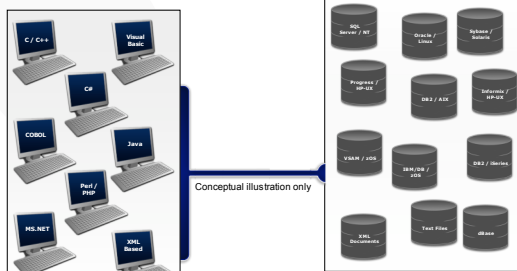 C / C++
Visual
Basic
C#
COBOL
Java
Perl /
PHP
MS.NET
XML
Based
Conceptual illustration only
SQL
Server / NT
Oracle /
Linux
Sybase /
Solaris
Progress /
HP-UX
DB2 / AIX
Informix /
HP-UX
VSAM / zOS
IBM/DB /
zOS
DB2 / iSeries
XML
Documents
Text Files
dBase